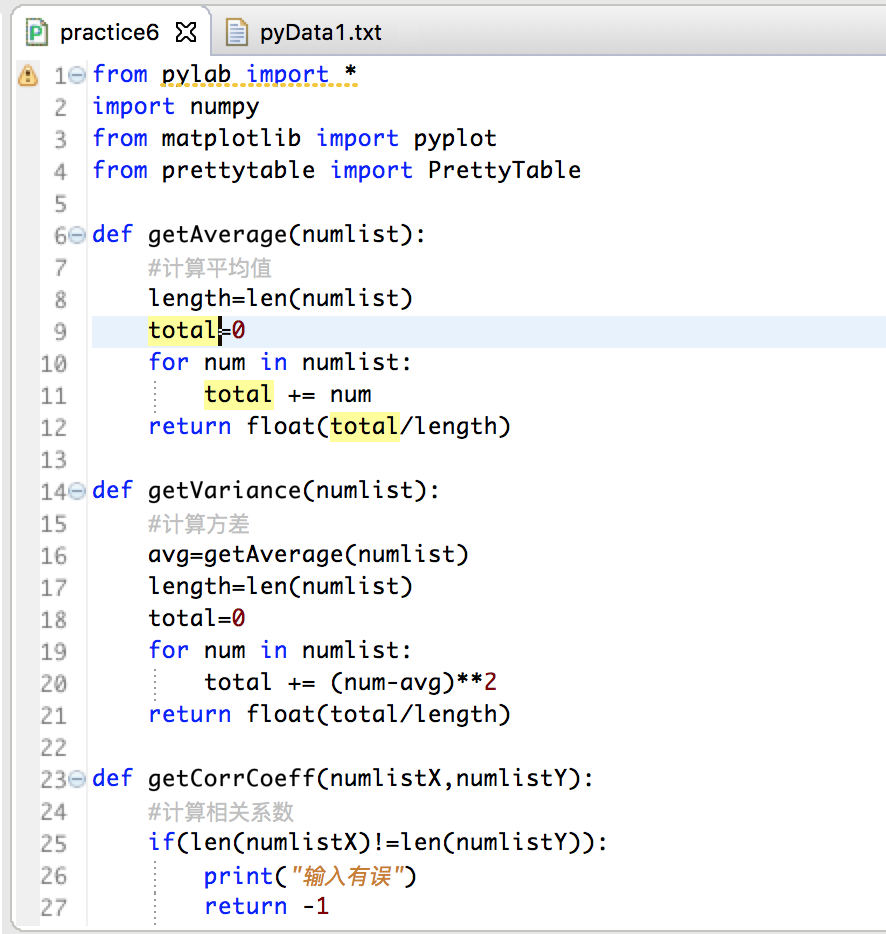 practice6 pyData1.txt
1 from pylab import *
2 import numpy
3 from matplotlib import pyplot
4 from prettytable import PrettyTable
5
6 def getAverage(numlist):
7     #计算平均值
8     length=len(numlist)
9     total=0
10     for num in numlist:
11         total += num
12     return float(total/length)
13
14 def getVariance(numlist):
15     #计算方差
16     avg=getAverage(numlist)
17     length=len(numlist)
18     total=0
19     for num in numlist:
20         total += (num-avg)**2
21     return float(total/length)
22
23 def getCorrCoeff(numlistX,numlistY):
24     #计算相关系数
25     if(len(numlistX)!=len(numlistY)):
26         print("输入有误")
27         return -1